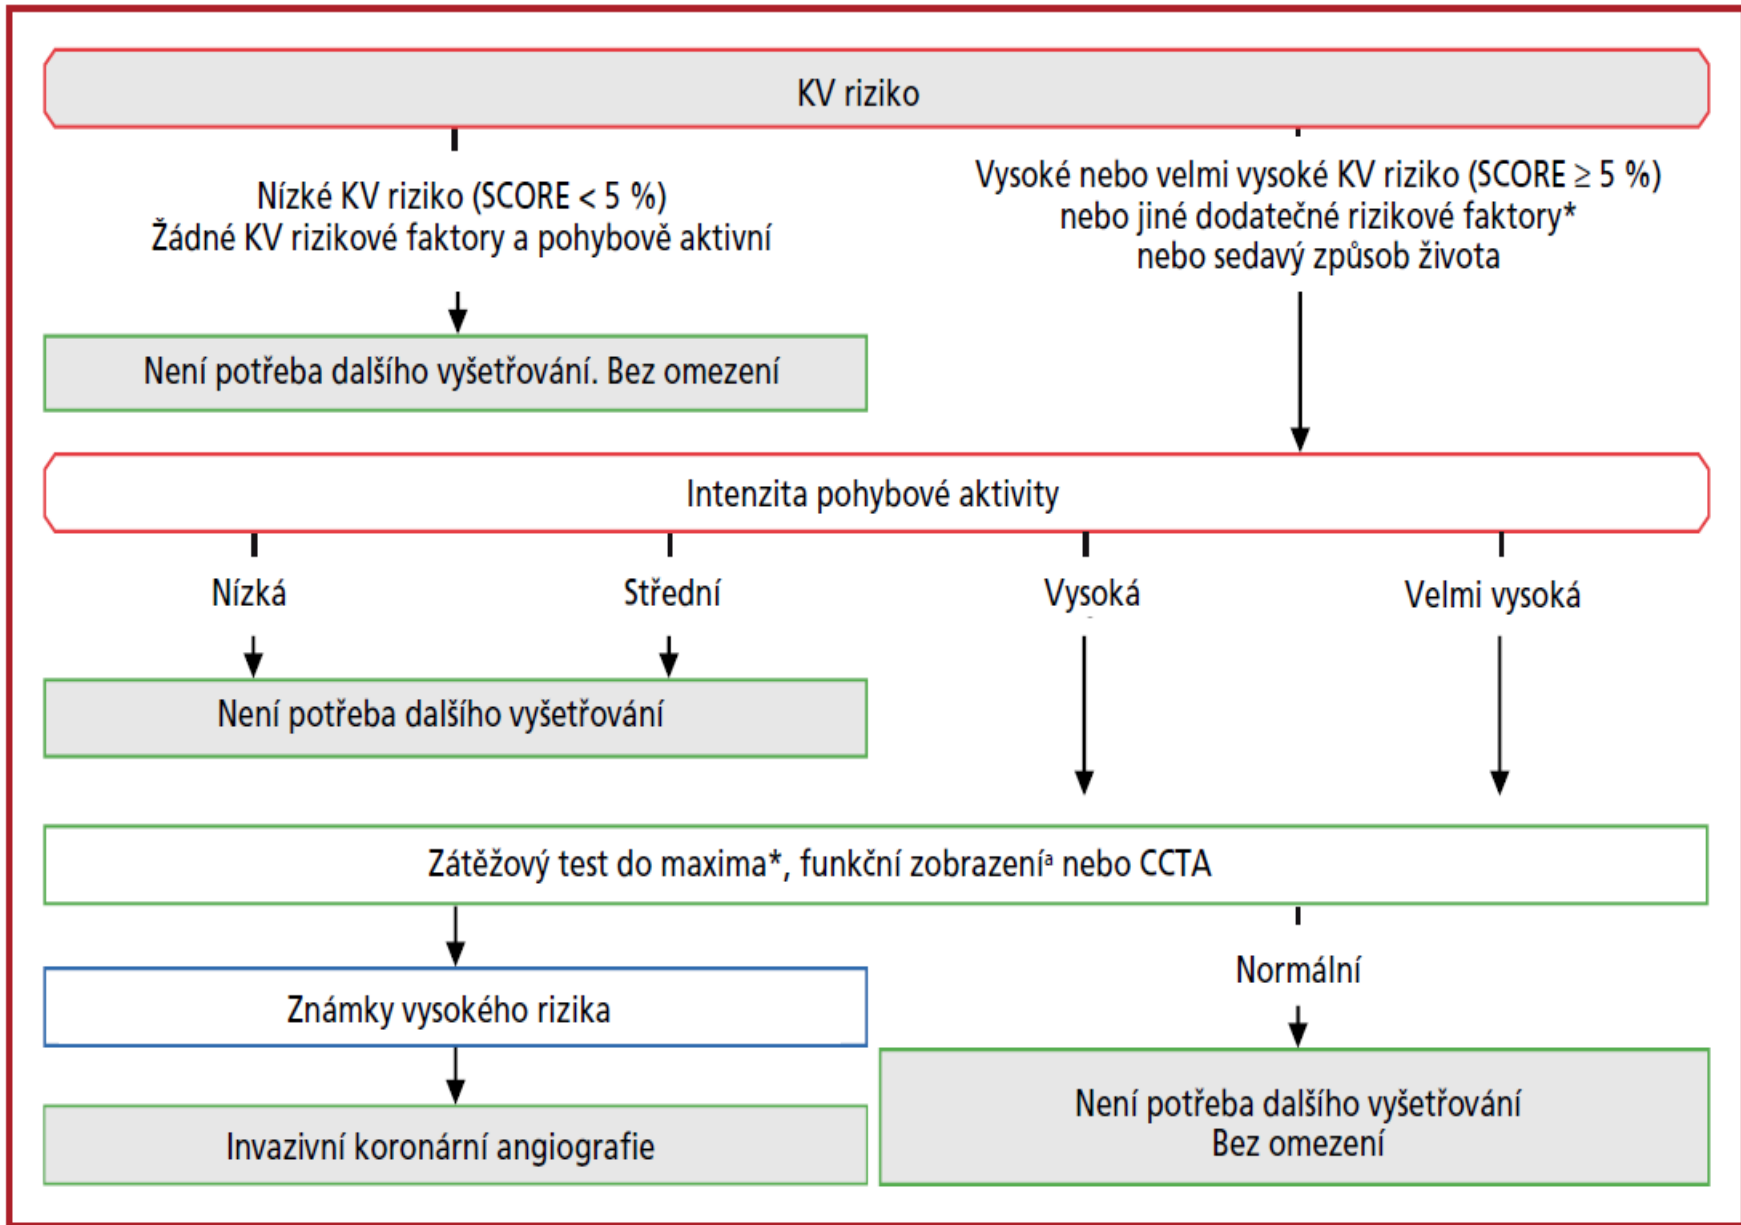 KV riziko
Nízké KV riziko (SCORE < 5 %)
Žádné KV rizikové faktory a pohybově aktivní
Vysoké nebo velmi vysoké KV riziko (SCORE ≥ 5 %)
nebo jiné dodatečné rizikové faktory*
nebo sedavý způsob života
Není potřeba dalšího vyšetřování. Bez omezení
Intenzita pohybové aktivity
Nízká
Střední
Vysoká
Velmi vysoká
Není potřeba dalšího vyšetřování
Zátěžový test do maxima*, funkční zobrazeníᵃ nebo CCTA
Známky vysokého rizika
Normální
Invazivní koronární angiografie
Není potřeba dalšího vyšetřování
Bez omezení